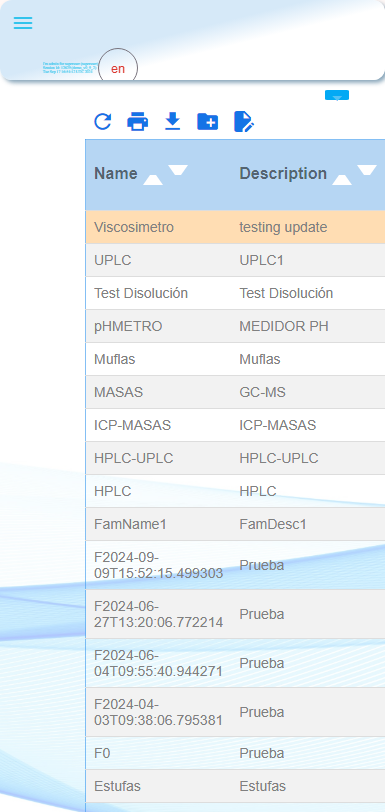 en
Name Description
Viscosimetro testing update
UPLC UPLC1
Test Disolución Test Disolución
pHMETRO MEDIDOR PH
Muflas Muflas
MASAS GC-MS
ICP-MASAS ICP-MASAS
HPLC-UPLC HPLC-UPLC
HPLC HPLC
FamName1 FamDesc1
F2024-09-
09T15:52:15.499303 Prueba
F2024-06-
27T13:20:06.772214 Prueba
F2024-06-
04T09:55:40.944271 Prueba
F2024-04-
03T09:38:06.795381 Prueba
F0 Prueba
Estufas Estufas